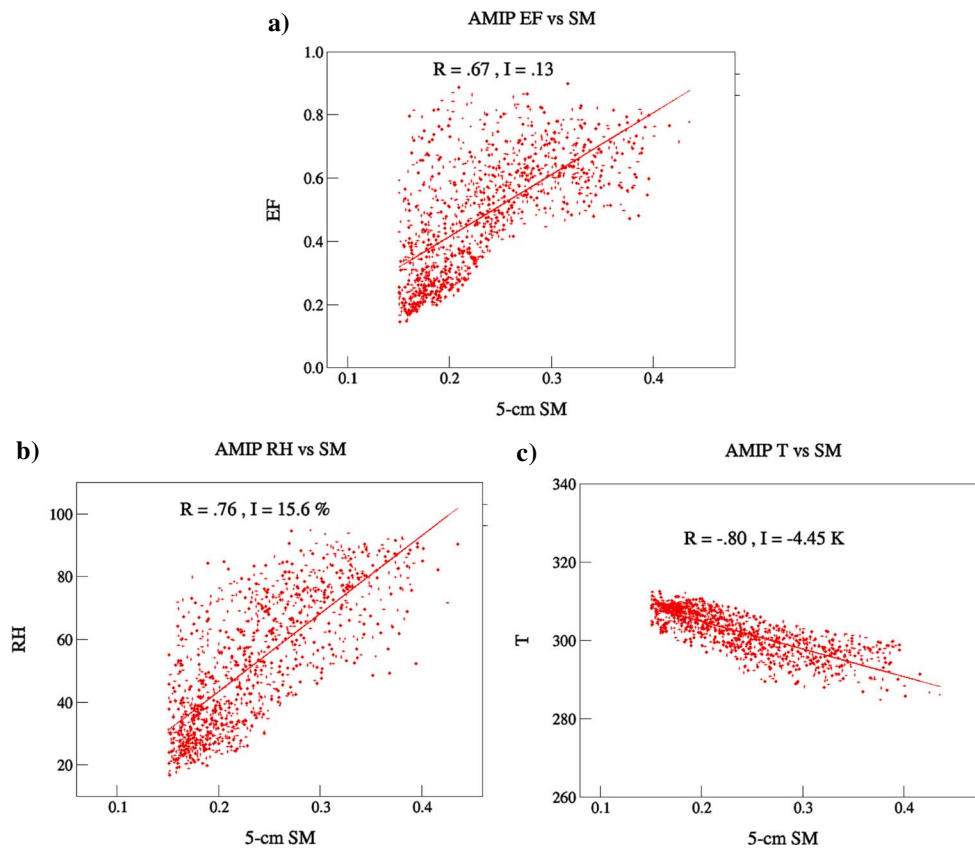 a)
AMIP EF vs SM
R = .67 , I = .13
1.0
0.8
0.6
0.4
0.2
0.0
EF
0.1 0.2 0.3 0.4
5-cm SM
b)
AMIP RH vs SM
R = .76 , I = 15.6 %
100
80
60
40
20
RH
0.1 0.2 0.3 0.4
5-cm SM
c)
AMIP T vs SM
R = -.80 , I = -4.45 K
340
320
300
280
260
T
0.1 0.2 0.3 0.4
5-cm SM